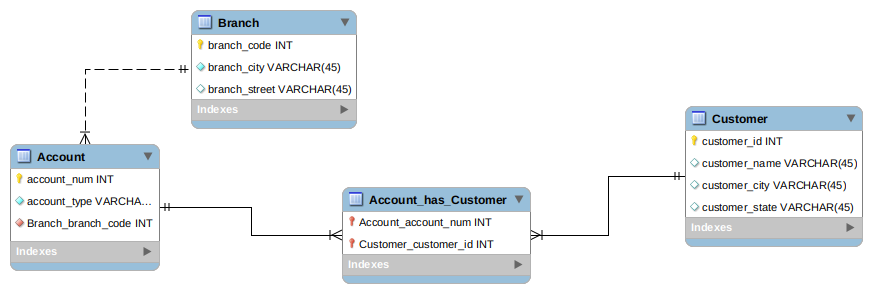 Branch
branch_code INT
branch_city VARCHAR(45)
branch_street VARCHAR(45)
Indexes
Account
account_num INT
account_type VARCHA...
Branch_branch_code INT
Indexes
Account_has_Customer
Account_account_num INT
Customer_customer_id INT
Indexes
Customer
customer_id INT
customer_name VARCHAR(45)
customer_city VARCHAR(45)
customer_state VARCHAR(45)
Indexes